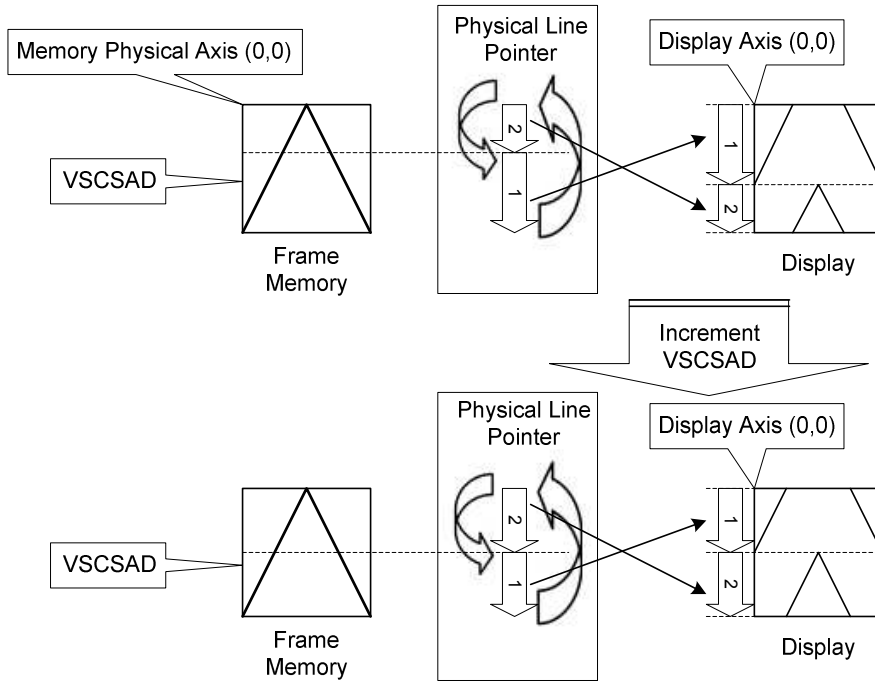 Memory Physical Axis (0,0)
Physical Line
Pointer
Display Axis (0,0)
VSCSAD
2
1
1
2
Frame
Memory
Display
Increment
VSCSAD
Physical Line
Pointer
Display Axis (0,0)
VSCSAD
2
1
1
2
Frame
Memory
Display